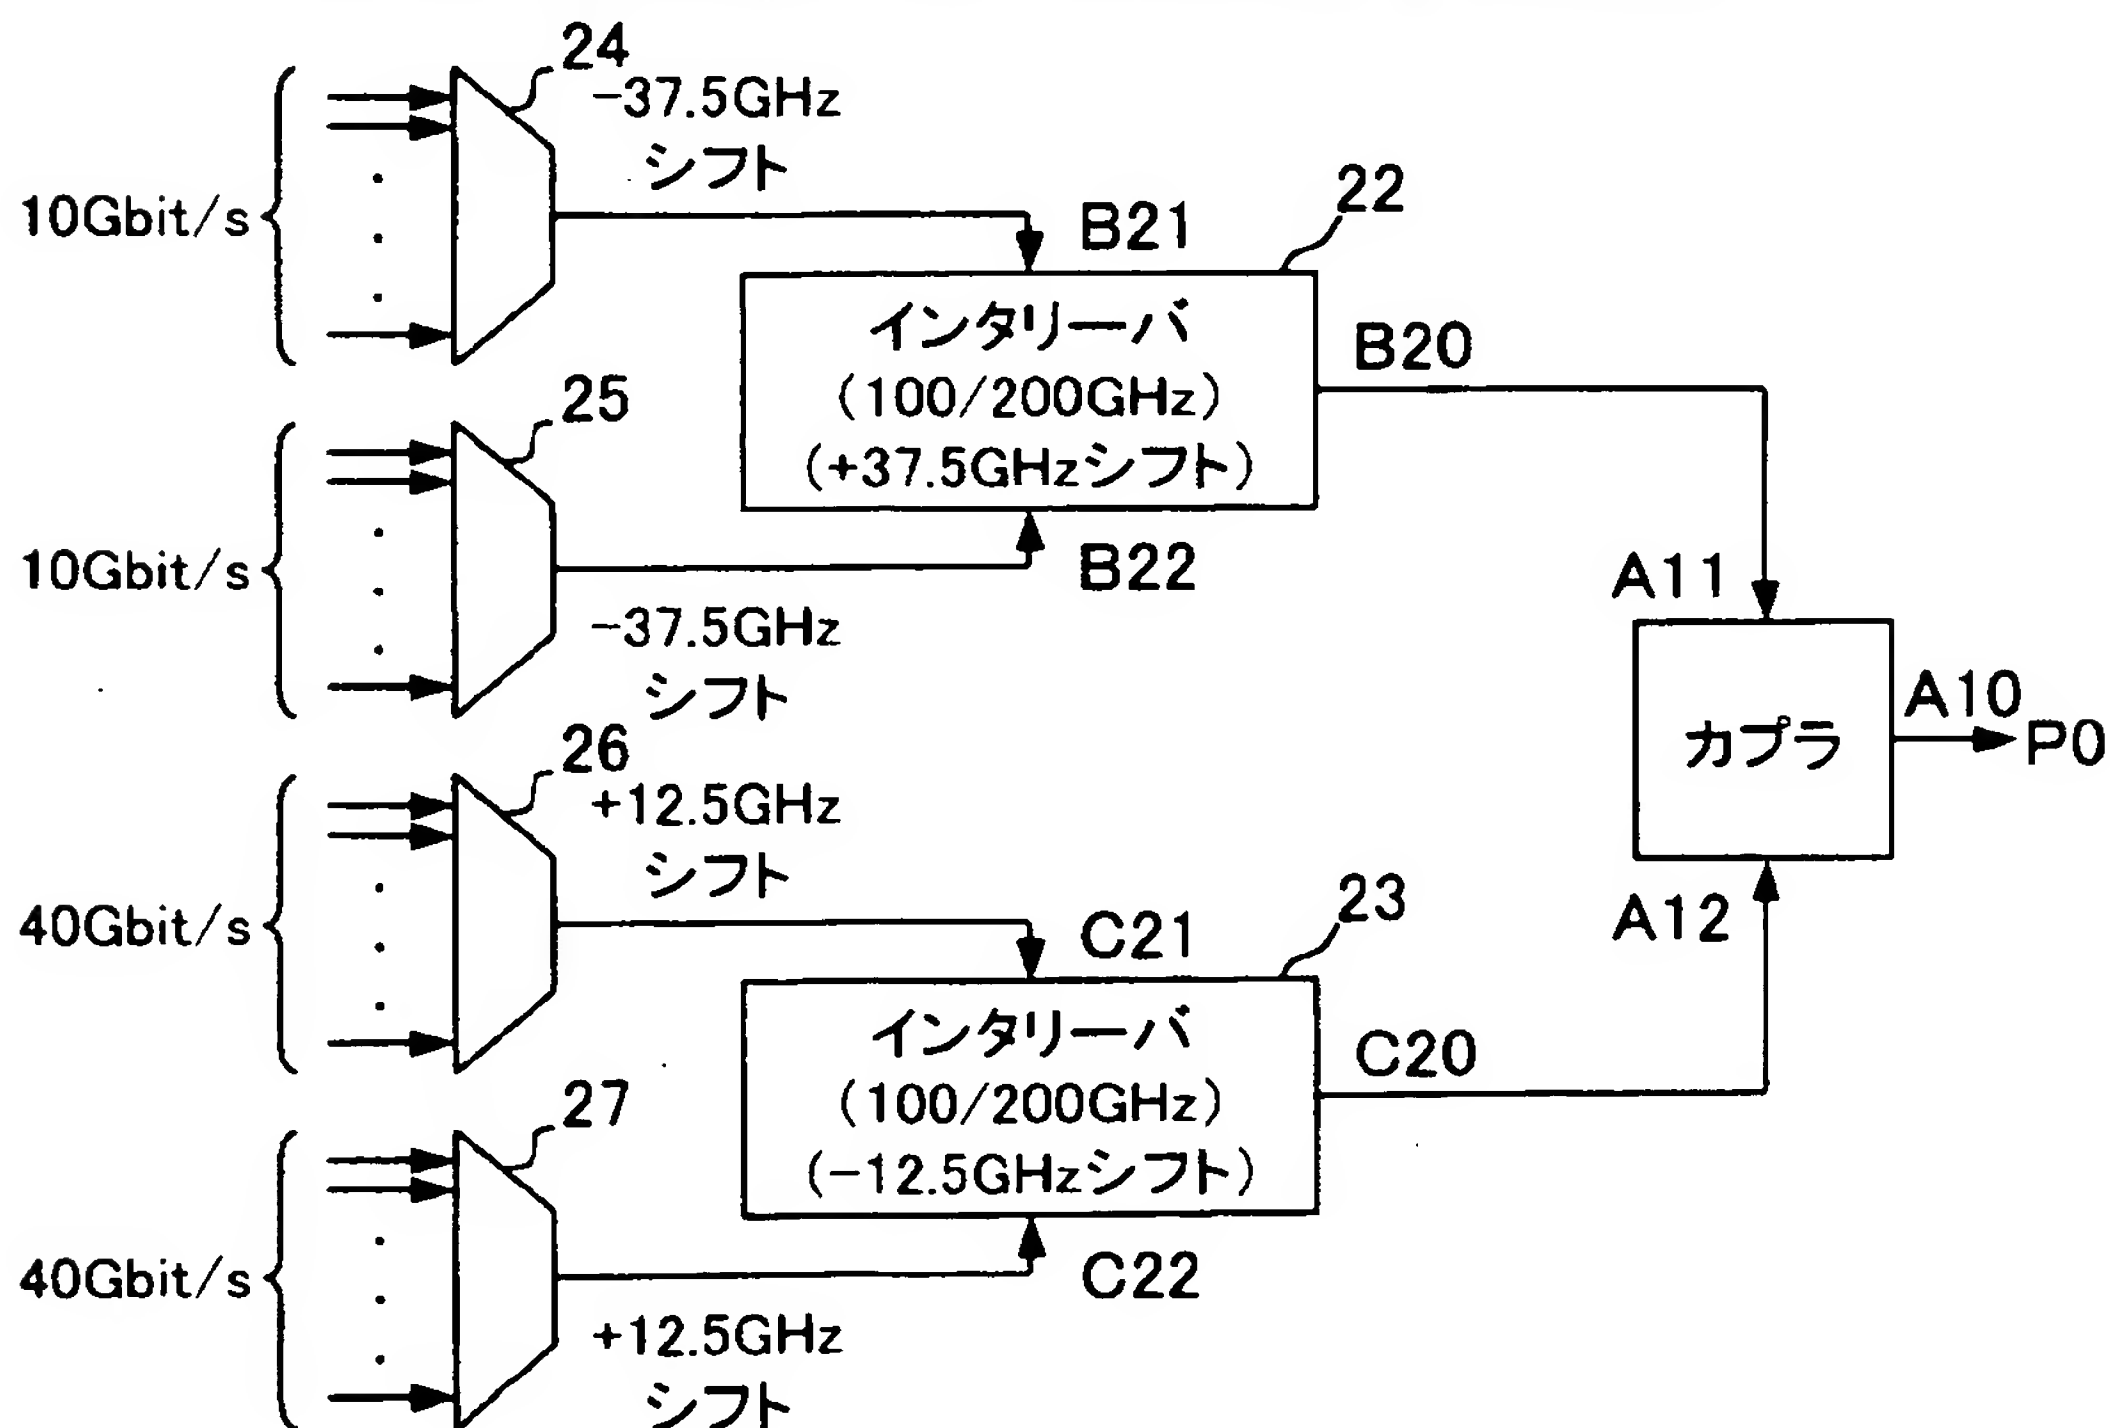 24
-37.5GHz
シフト
10Gbit/s
B21
22
インタリーバ
(100/200GHz)
(+37.5GHzシフト)
B20
25
10Gbit/s
B22
-37.5GHz
シフト
A11
カプラ
A10
P0
26
+12.5GHz
シフト
40Gbit/s
C21
23
A12
インタリーバ
(100/200GHz)
(-12.5GHzシフト)
C20
27
40Gbit/s
C22
+12.5GHz
シフト